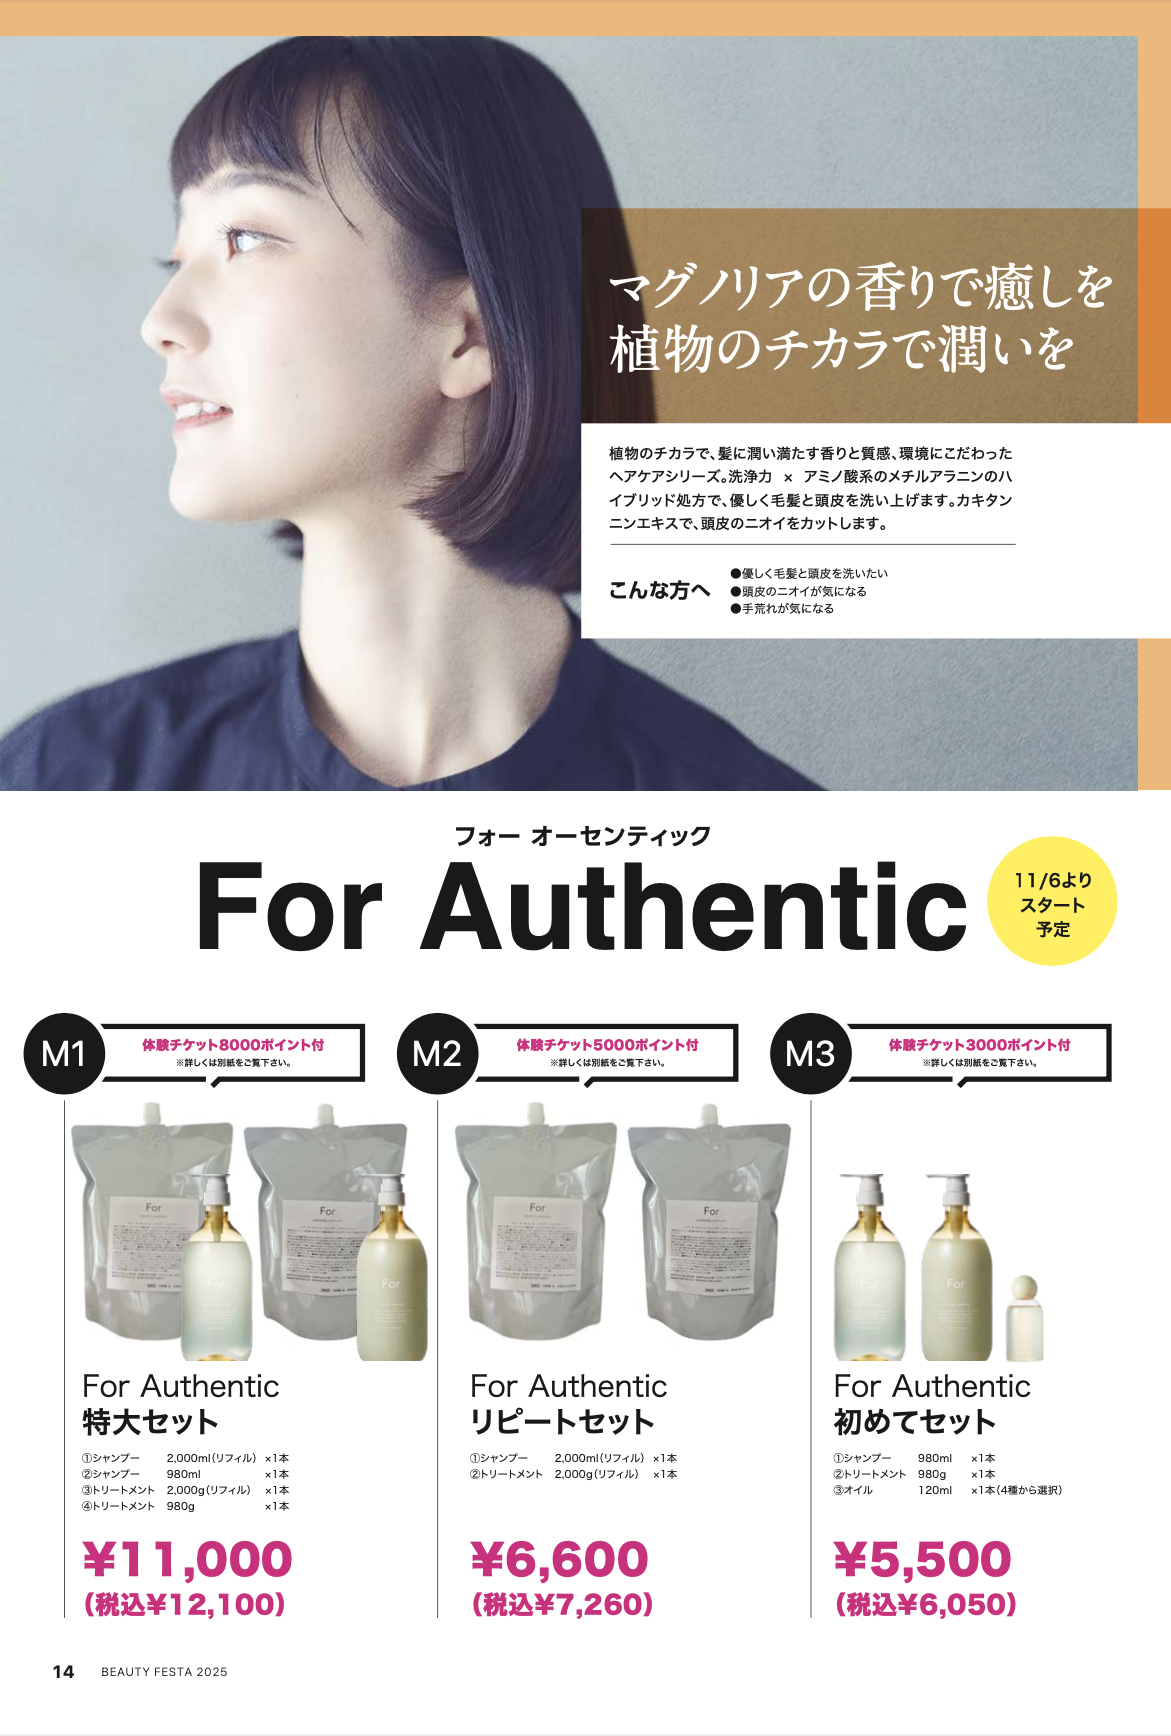 マグノリアの香りで癒しを
植物のチカラで潤いを
植物のチカラで、髪に潤い満たす香りと質感、環境にこだわった
ヘアケアシリーズ。洗浄力 × アミノ酸系のメチルアラニンのハ
イブリッド処方で、優しく毛髪と頭皮を洗い上げます。カキタン
ニンエキスで、頭皮のニオイをカットします。
こんな方へ
●優しく毛髪と頭皮を洗いたい
●頭皮のニオイが気になる
●手荒れが気になる
フォー オーセンティック
For Authentic
11/6より
スタート
予定
M1
体験チケット8000ポイント付
※詳しくは別紙をご覧下さい。
For
For
For
For
For Authentic
特大セット
①シャンプー 2,000ml(リフィル) ×1本
②シャンプー 980ml ×1本
③トリートメント 2,000g(リフィル) ×1本
④トリートメント 980g ×1本
¥11,000
(税込¥12,100)
M2
体験チケット5000ポイント付
※詳しくは別紙をご覧下さい。
For
For
For Authentic
リピートセット
①シャンプー 2,000ml(リフィル) ×1本
②トリートメント 2,000g(リフィル) ×1本
¥6,600
(税込¥7,260)
M3
体験チケット3000ポイント付
※詳しくは別紙をご覧下さい。
For
For
For Authentic
初めてセット
①シャンプー 980ml ×1本
②トリートメント 980g ×1本
③オイル 120ml ×1本(4種から選択)
¥5,500
(税込¥6,050)
14 BEAUTY FESTA 2025